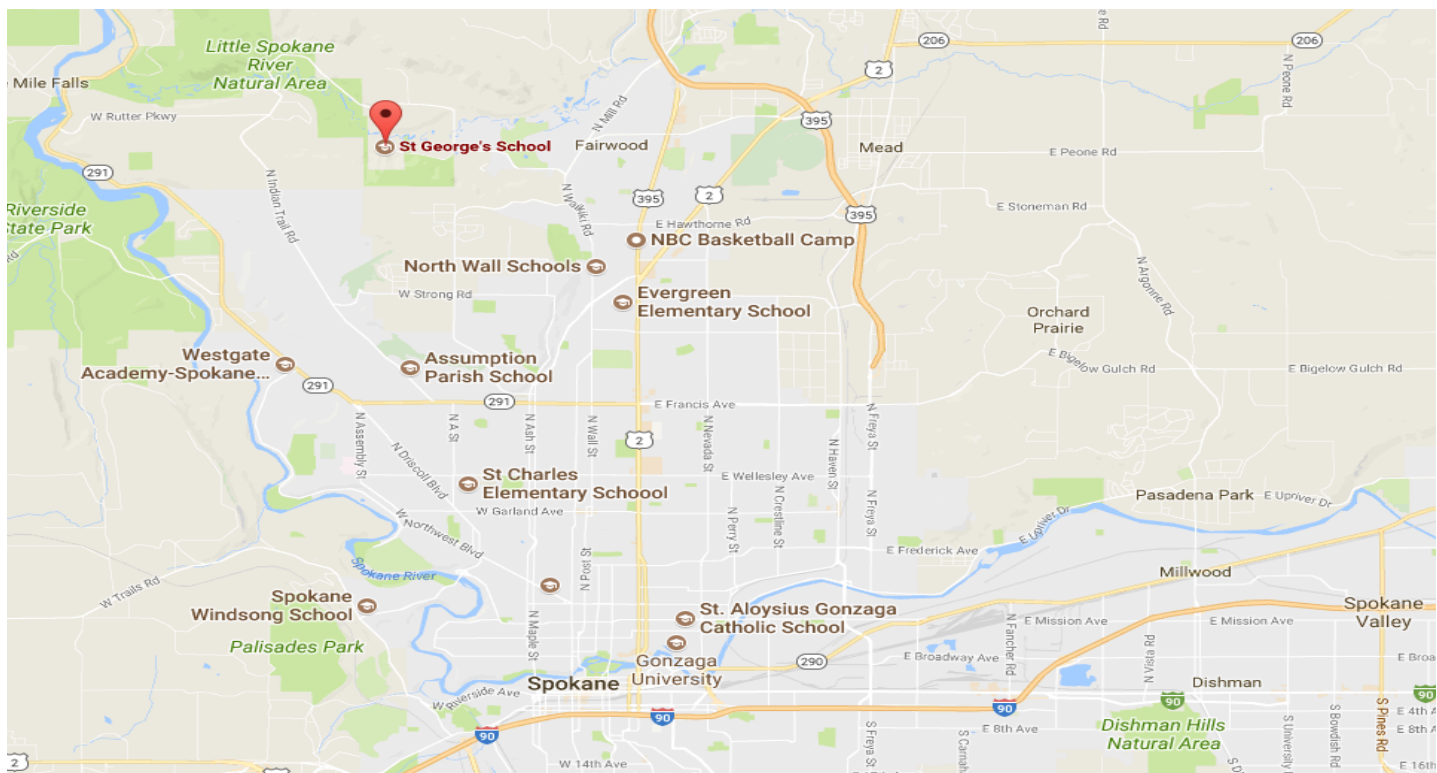 Little Spokane
River
Natural Area
206
206
2
Mile Falls
W Rutter Pkwy
N Mill Rd
N Peone Rd
395
St George's School
Fairwood
Mead
E Peone Rd
291
N Indian Trail Rd
N Waikiki Rd
395
2
395
Riverside
State Park
E Stoneman Rd
E Hawthorne Rd
NBC Basketball Camp
North Wall Schools
N Argonne Rd
W Strong Rd
Evergreen
Elementary School
Orchard
Prairie
Westgate
Academy-Spokane...
Assumption
Parish School
E Bigelow Gulch Rd
E Bigelow Gulch Rd
291
291
E Francis Ave
N Assembly St
N A St
N Ash St
N Wall St
N Nevada St
N Haven St
N Freya St
2
N Driscoll Blvd
St Charles
Elementary Schoool
E Wellesley Ave
N Crestline St
N Freya St
Pasadena Park
E Upriver Dr
W Garland Ave
N Perry St
E Upriver Dr
W Northwest Blvd
N Post St
E Frederick Ave
Spokane River
Millwood
W Trails Rd
Spokane
Windsong School
St. Aloysius Gonzaga
Catholic School
Spokane
Valley
N Maple St
N Fancher Rd
E Mission Ave
E Mission Ave
Palisades Park
Gonzaga
University
290
E Broadway Ave
N Vista Rd
E Broa
Spokane
Dishman
W Riverside Ave
90
90
90
90
90
S Pines Rd
E 4th A
E 8th Ave
Dishman Hills
Natural Area
E 8th A
S Freya St
S Carnah
S University
S Bowdish Rd
2
W 14th Ave
E 16th